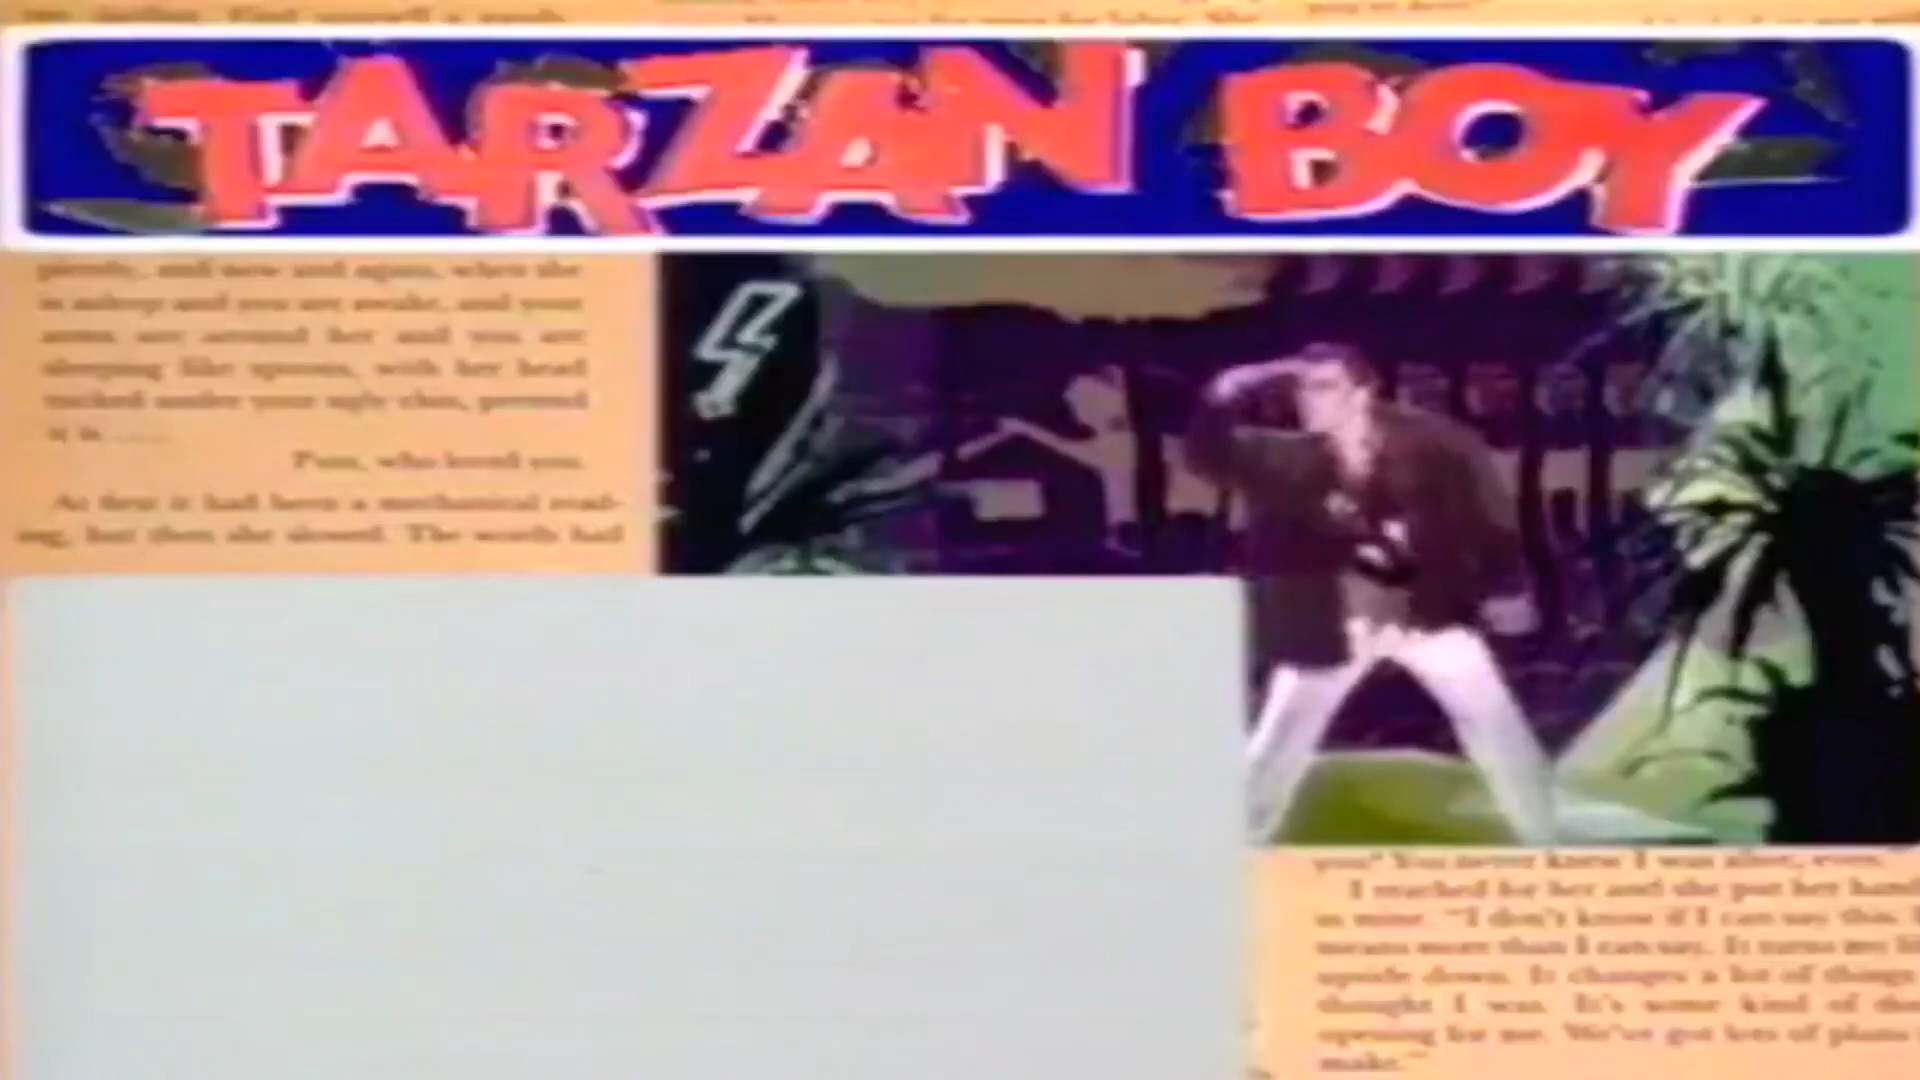 TARZAN BOY
plenty, and now and again, when she
is asleep and you are awake, and your
arms are around her and you are
sleeping like spoons, with her head
tucked under your ugly chin, pretend
it is
Puss, who loved you.
At first it had been a mechanical read-
ing, but then she slowed. The words had
you? You never knew I was alive, even."
I reached for her and she put her hand
in mine. "I don't know if I can say this. I
means more than I can say. It turns my
upside down. It changes a lot of things
thought I was. It's some kind of
opening for me. We've got lots of plans
make."